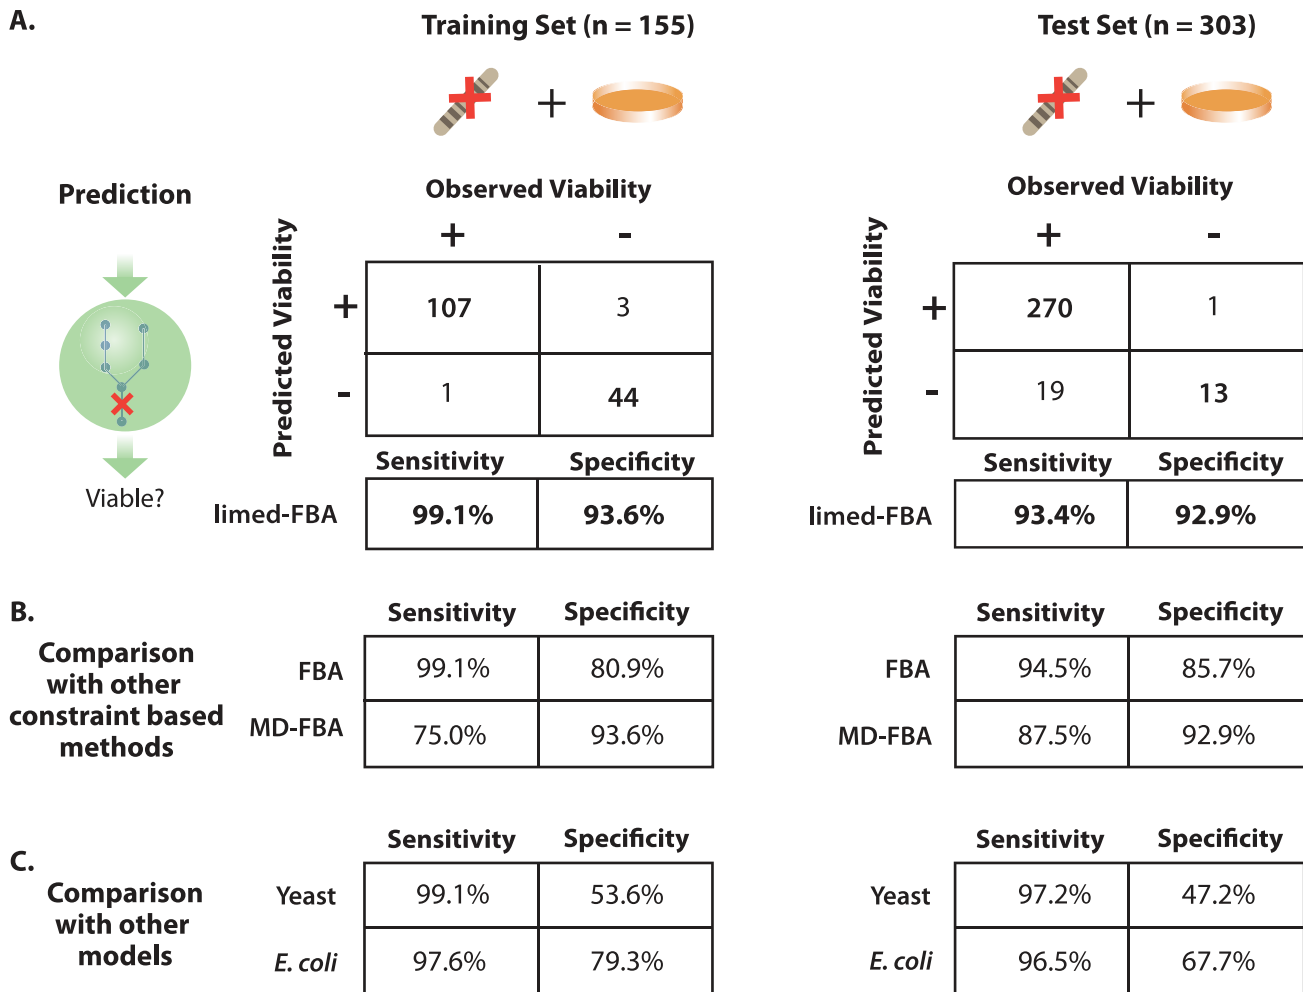 A.
Training Set (n = 155)
Test Set (n = 303)
+
+
Prediction
Observed Viability
Observed Viability
+ -
+ -
Predicted Viability
Predicted Viability
+ 107 3
+ 270 1
- 1 44
- 19 13
Viable?
Sensitivity Specificity
Sensitivity Specificity
limed-FBA 99.1% 93.6%
limed-FBA 93.4% 92.9%
B.
Comparison
with other
constraint based
methods
Sensitivity Specificity
Sensitivity Specificity
FBA 99.1% 80.9%
FBA 94.5% 85.7%
MD-FBA 75.0% 93.6%
MD-FBA 87.5% 92.9%
C.
Comparison
with other
models
Sensitivity Specificity
Sensitivity Specificity
Yeast 99.1% 53.6%
Yeast 97.2% 47.2%
E. coli 97.6% 79.3%
E. coli 96.5% 67.7%